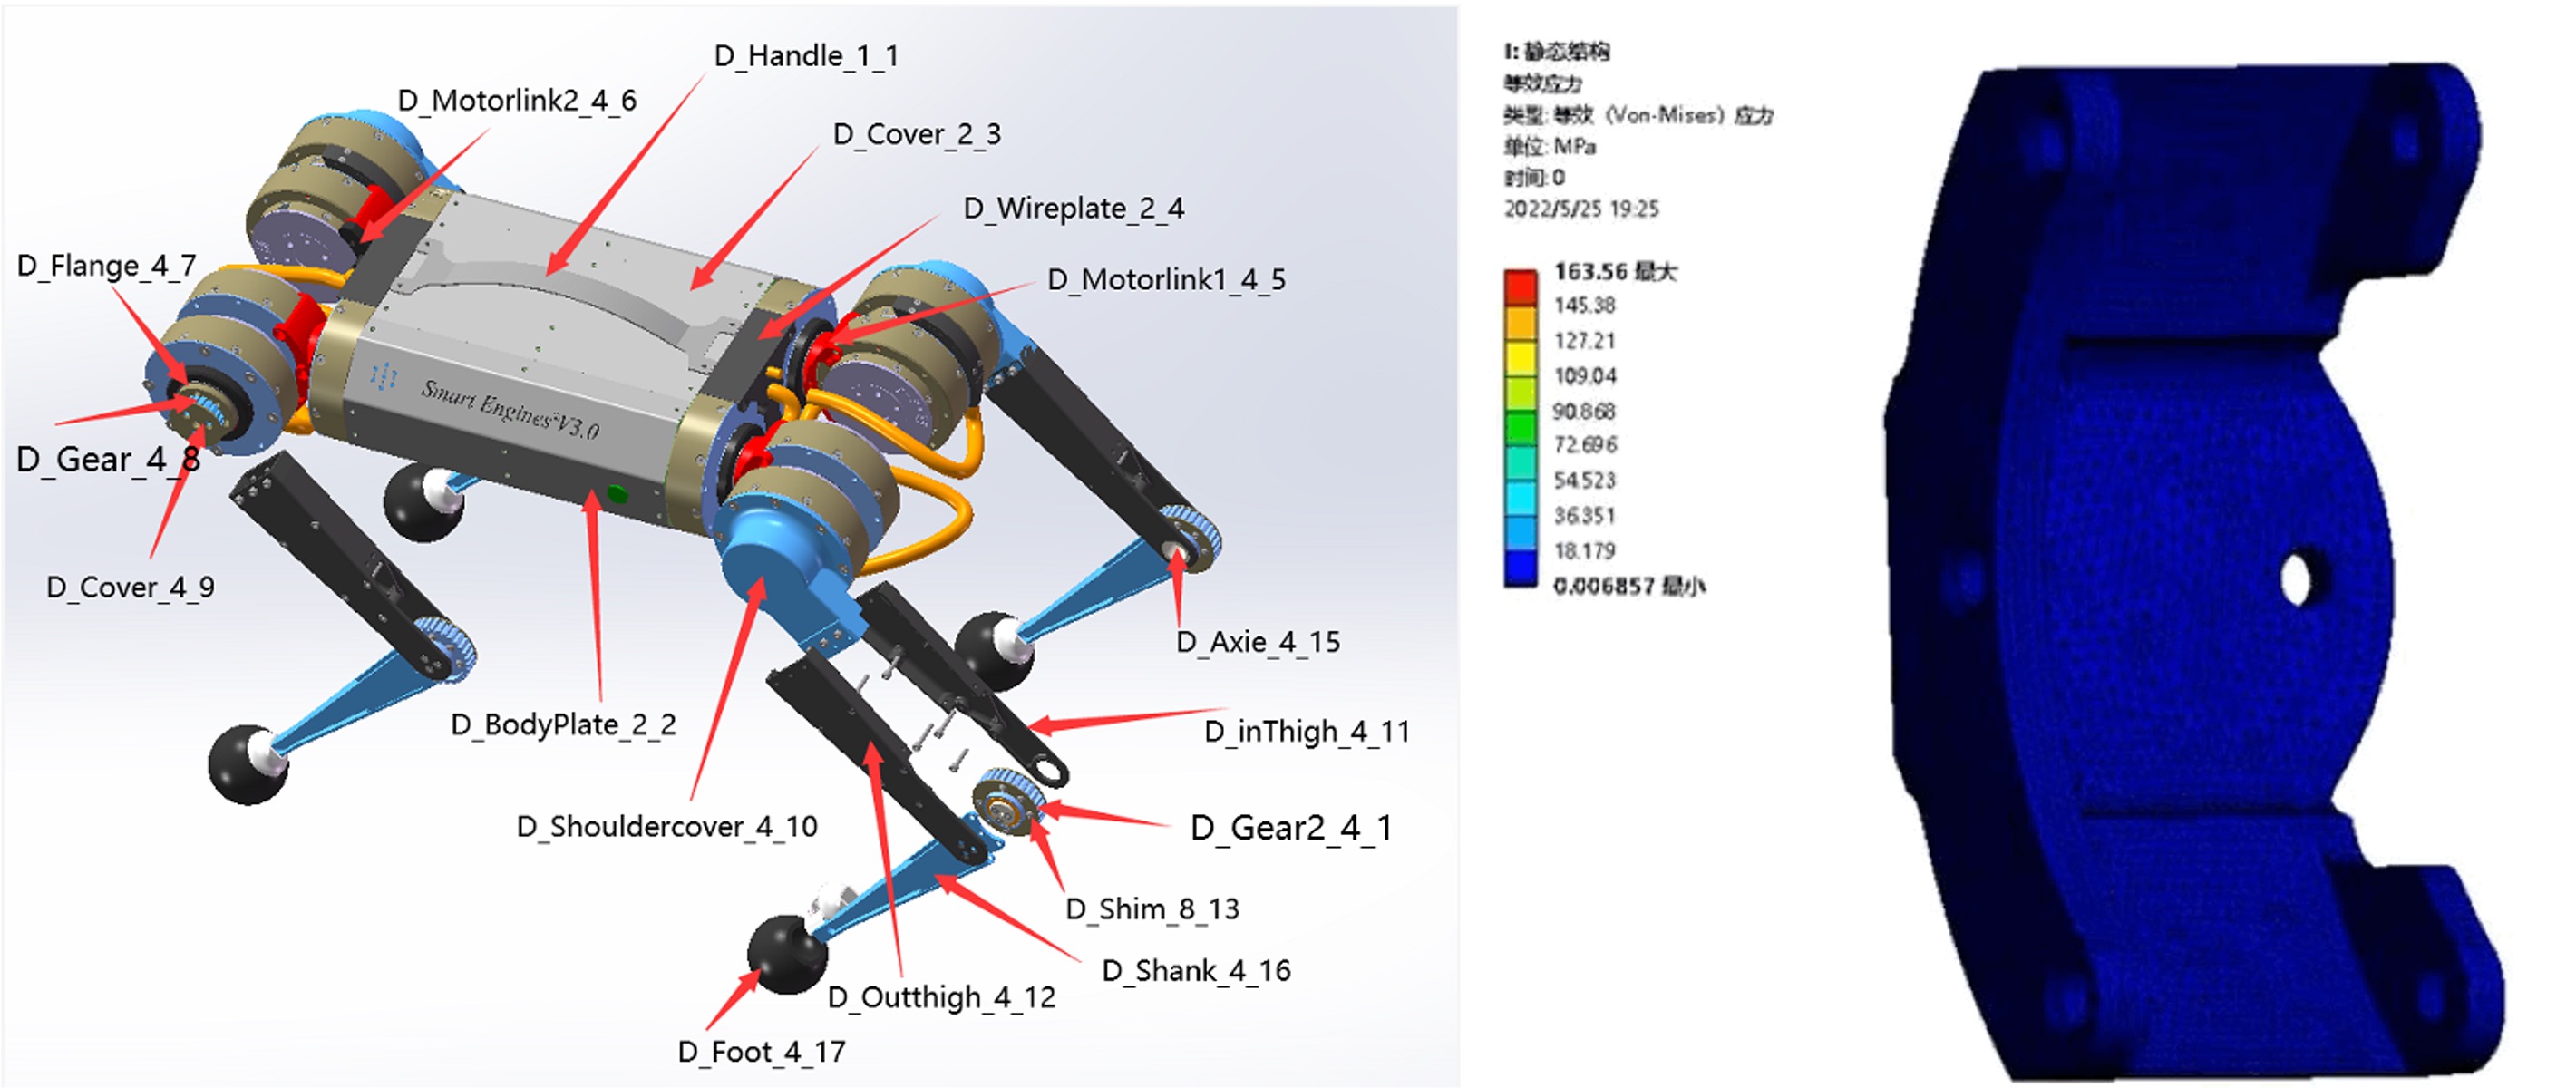 D_Handle_1_1
D_Motorlink2_4_6
D_Cover_2_3
D_Wireplate_2_4
D_Flange_4_7
D_Motorlink1_4_5
Smart Engines°V3.0
D_Gear_4_8
D_Cover_4_9
D_Axie_4_15
D_BodyPlate_2_2
D_inThigh_4_11
D_Shouldercover_4_10
D_Gear2_4_1
D_Shim_8_13
D_Shank_4_16
D_Outthigh_4_12
D_Foot_4_17
I: 静态结构
等效应力
类型: 等效（Von-Mises）应力
单位: MPa
时间: 0
2022/5/25 19:25
163.56 最大
145.38
127.21
109.04
90.868
72.696
54.523
36.351
18.179
0.006857 最小